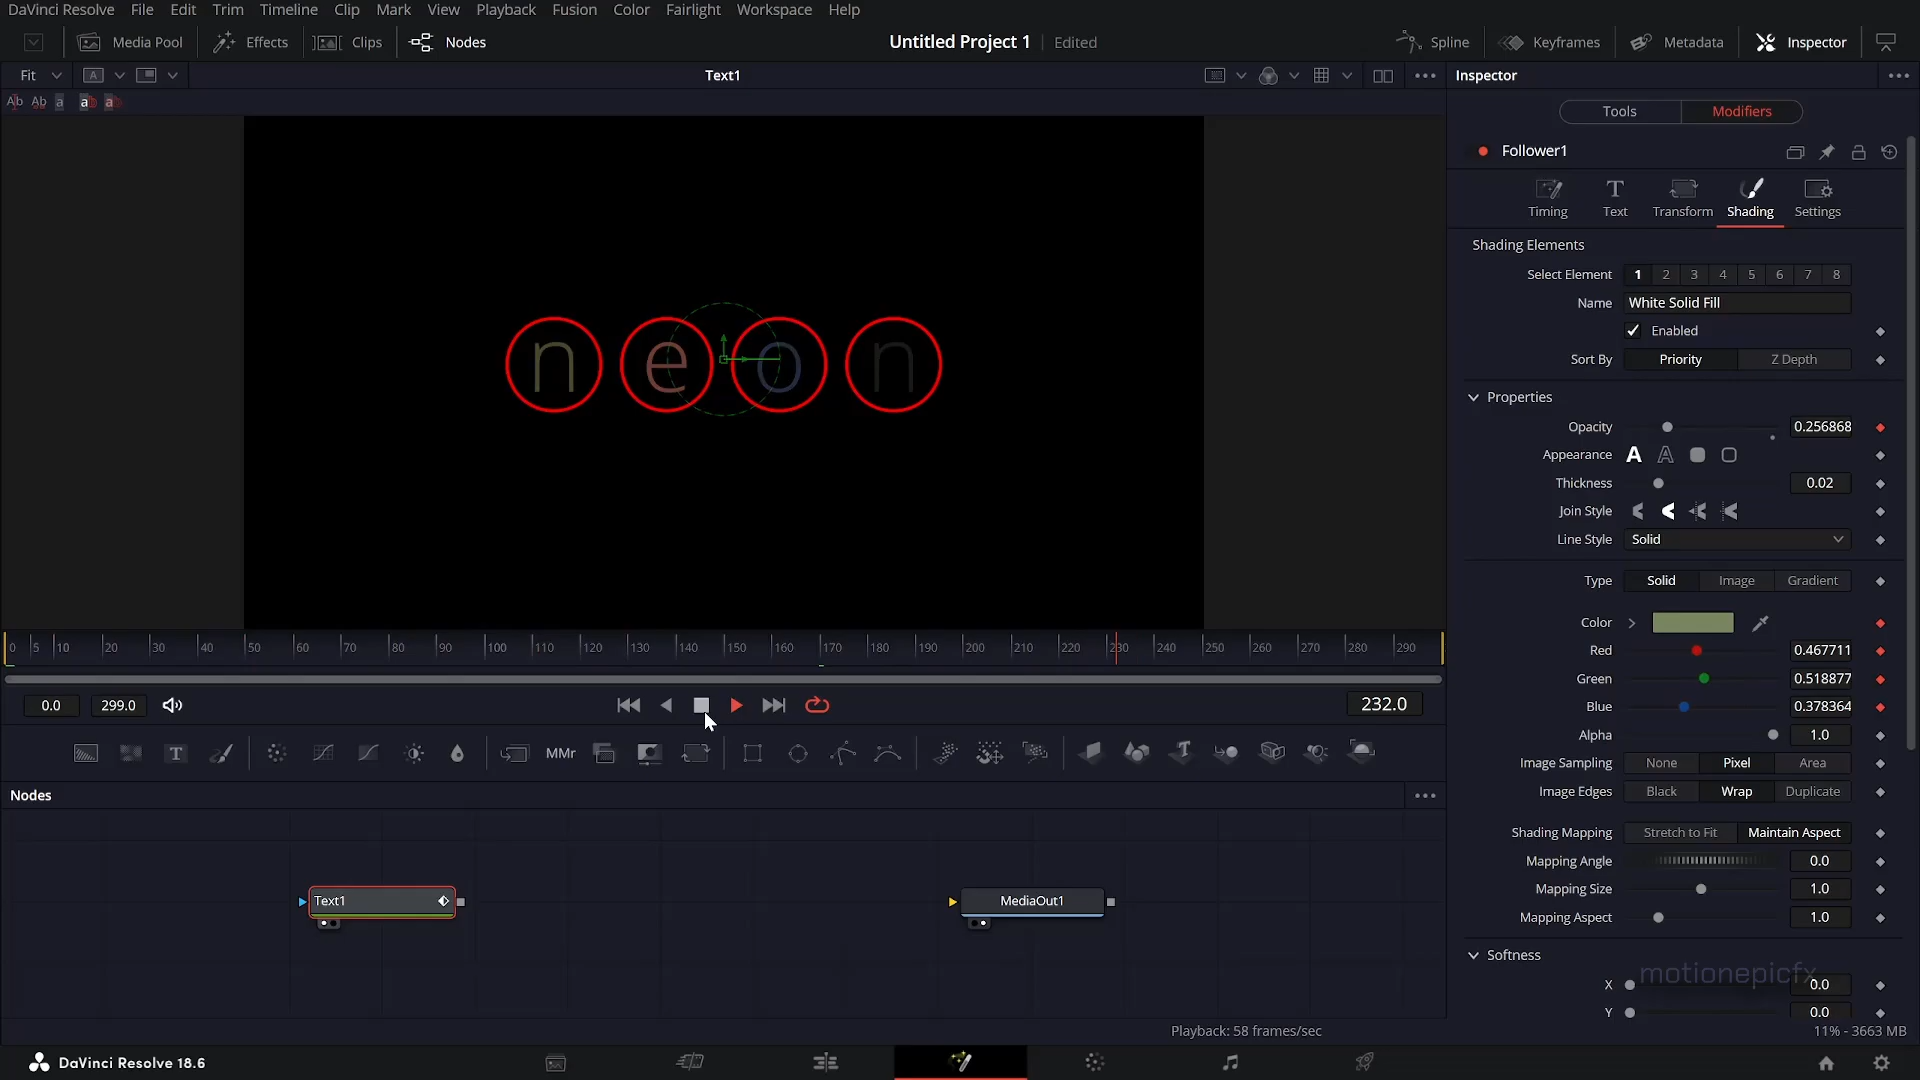 DaVinci Resolve File Edit Trim Timeline Clip Mark View Playback Fusion Color Fairlight Workspace Help
Media Pool Effects Clips Nodes Untitled Project 1 Edited Spline Keyframes Metadata Inspector
Fit A Text1 Inspector
Ab Ab a ab a
Tools Modifiers
Follower1
Timing Text Transform Shading Settings
Shading Elements
Select Element 1 2 3 4 5 6 7 8
Name White Solid Fill
Enabled
Sort By Priority Z Depth
n e o n
Properties
Opacity 0.256868
Appearance
Thickness 0.02
Join Style
Line Style Solid
Type Solid Image Gradient
Color
Red 0.467711
Green 0.518877
Blue 0.378364
Alpha 1.0
Image Sampling None Pixel Area
Image Edges Black Wrap Duplicate
Shading Mapping Stretch to Fit Maintain Aspect
Mapping Angle 0.0
Mapping Size 1.0
Mapping Aspect 1.0
Softness
X 0.0
Y 0.0
motionepicfx
0 5 10 20 30 40 50 60 70 80 90 100 110 120 130 140 150 160 170 180 190 200 210 220 230 240 250 260 270 280 290
0.0 299.0 232.0
T MMr T
Nodes
Text1 MediaOut1
Playback: 58 frames/sec 11% - 3663 MB
DaVinci Resolve 18.6